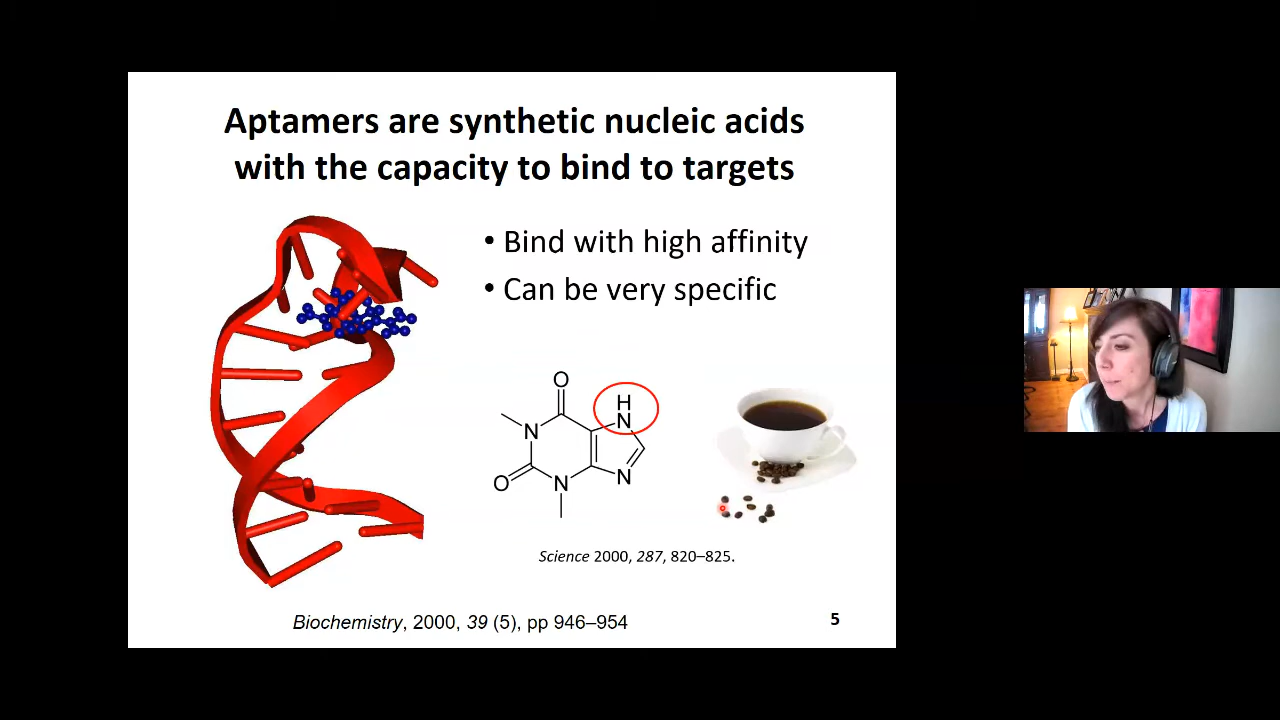 Aptamers are synthetic nucleic acids
with the capacity to bind to targets
• Bind with high affinity
• Can be very specific
O
H
N
N
O
N
N
Science 2000, 287, 820–825.
Biochemistry, 2000, 39 (5), pp 946–954
5